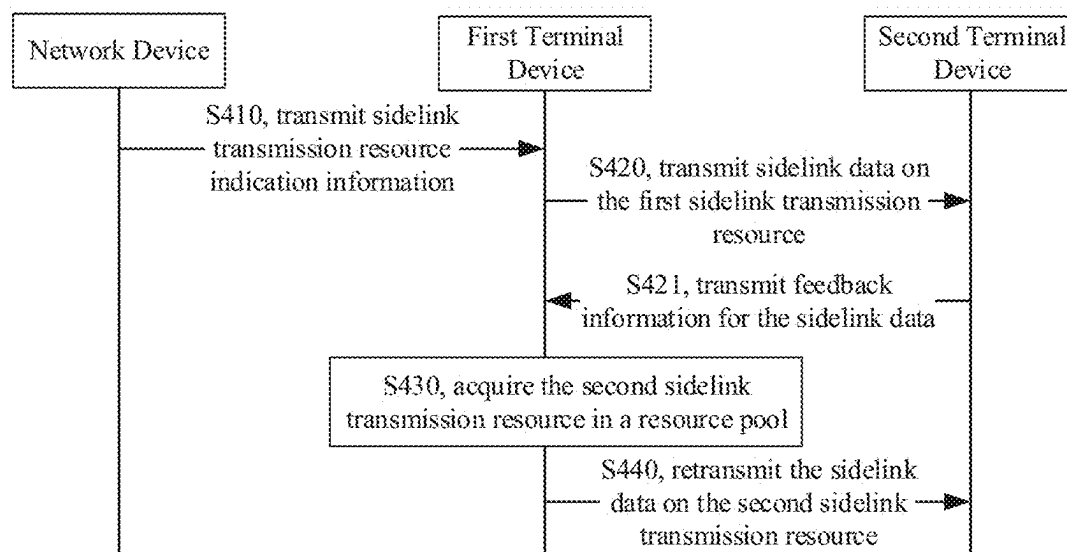 Network Device
First Terminal
Device
Second Terminal
Device
S410, transmit sidelink
transmission resource
indication information
S420, transmit sidelink data on
the first sidelink transmission
resource
S421, transmit feedback
information for the sidelink data
S430, acquire the second sidelink
transmission resource in a resource pool
S440, retransmit the sidelink
data on the second sidelink
transmission resource